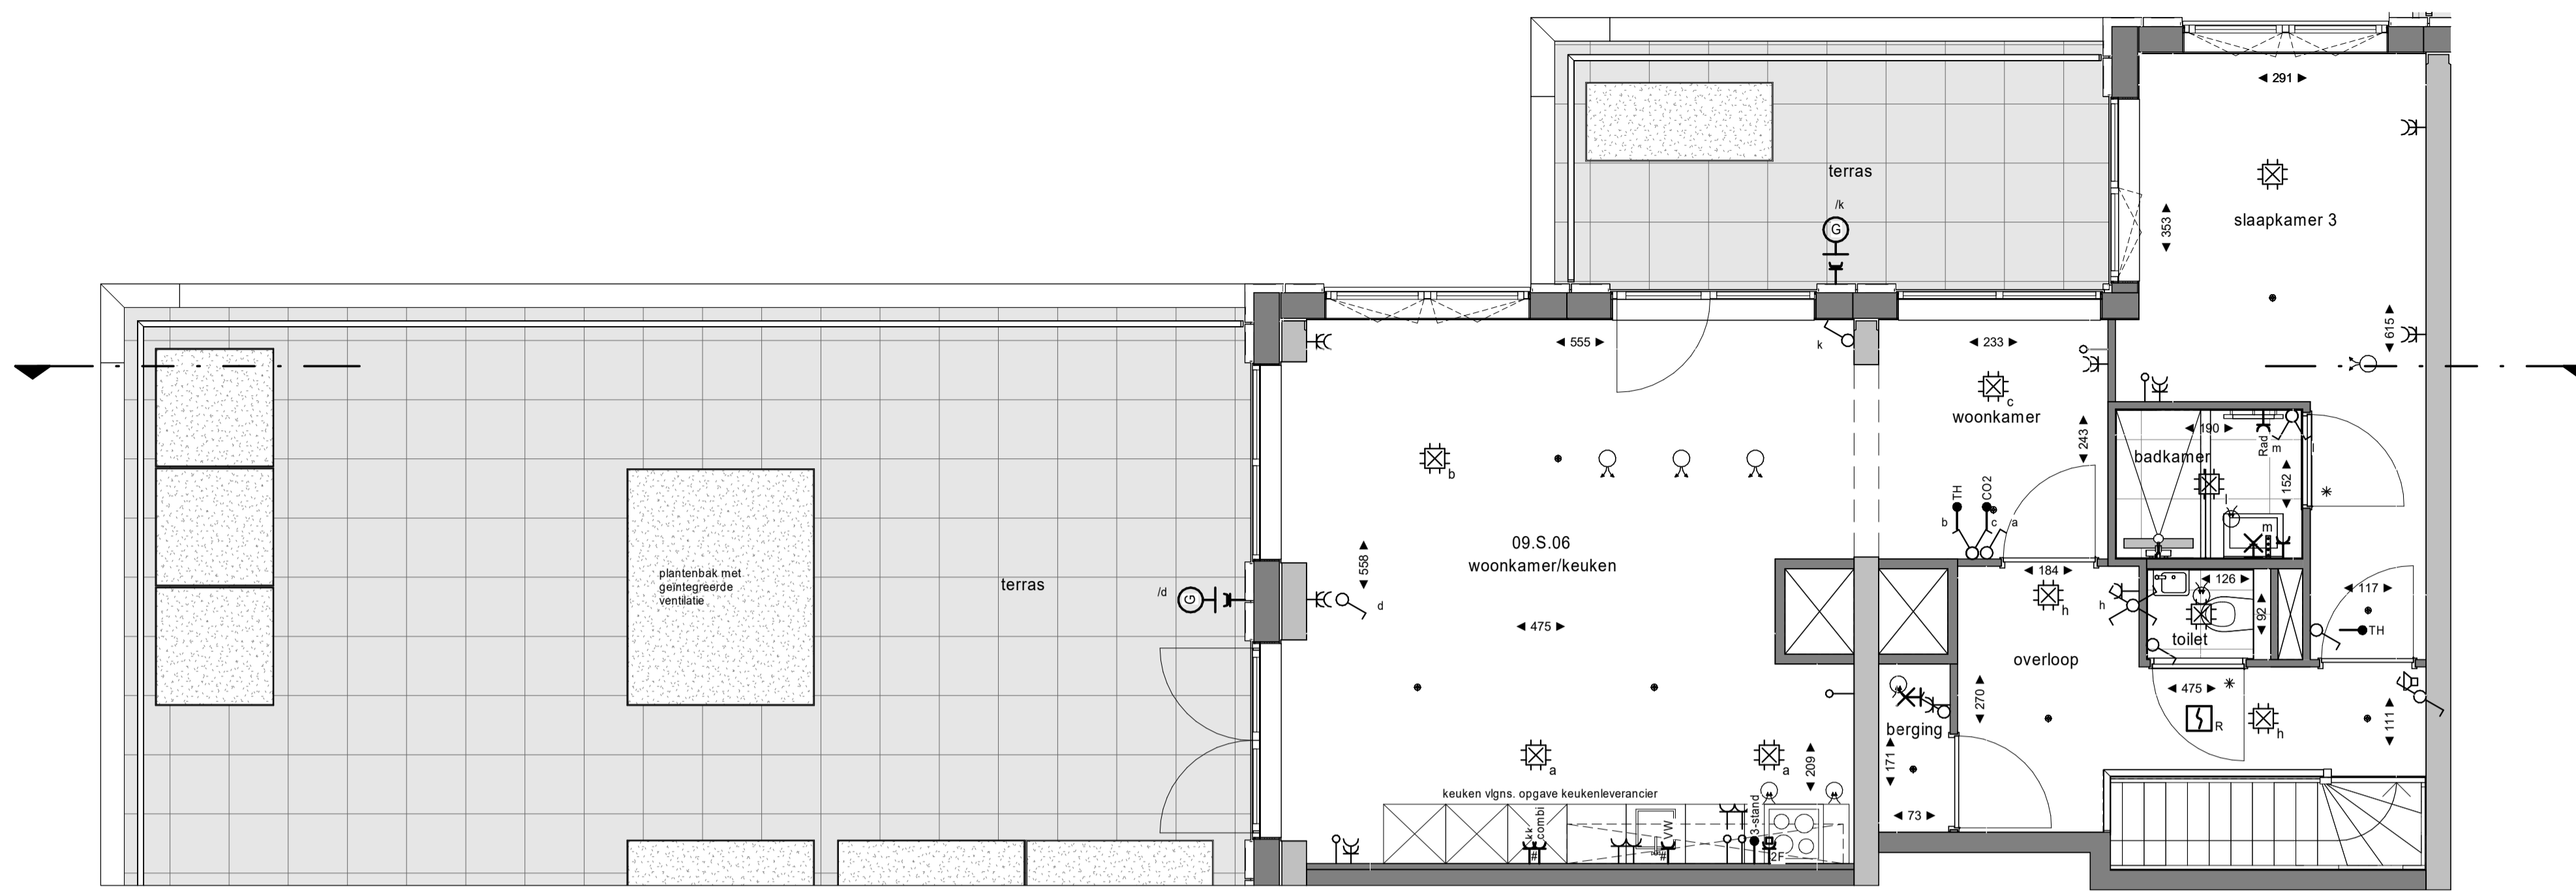 291
terras
/k
G
353
slaapkamer 3
615
k
555
233
c
woonkamer
243
190
Rad
m
l
badkamer
152
l
m
b
TH
CO2
b
c
a
09.S.06
woonkamer/keuken
558
plantenbak met
geïntegreerde
ventilatie
terras
/d
G
d
475
184
h
h
126
92
toilet
117
TH
overloop
270
475
R
h
111
berging
171
73
a
a
209
keuken vlgns. opgave keukenleverancier
kk
combi
#
VW
#
3-stand
2F